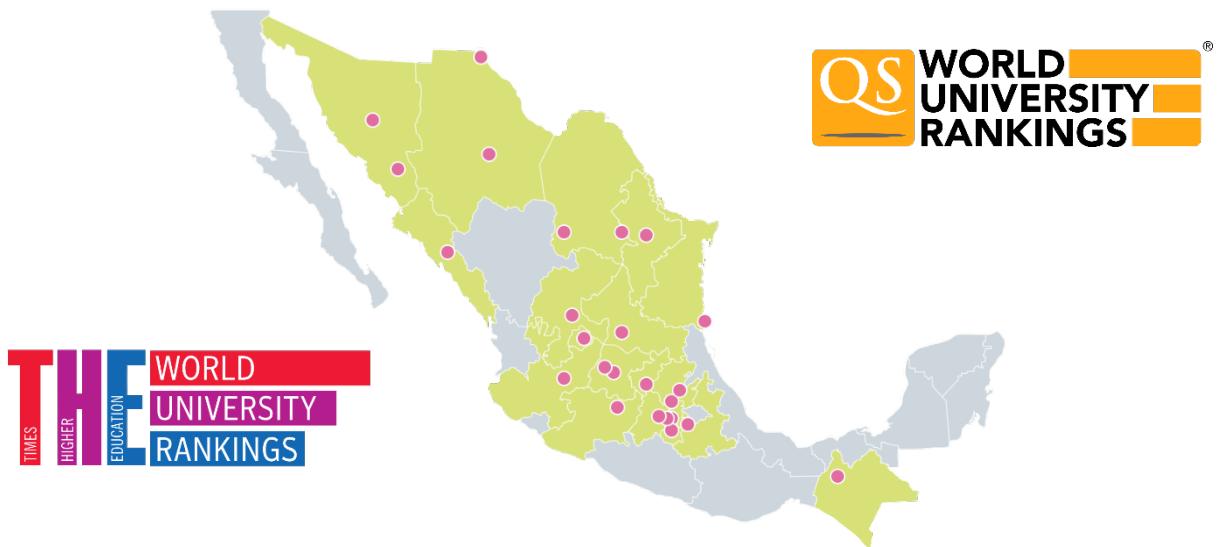 QS WORLD
UNIVERSITY
RANKINGS
®
THE WORLD
UNIVERSITY
RANKINGS
TIMES
HIGHER
EDUCATION